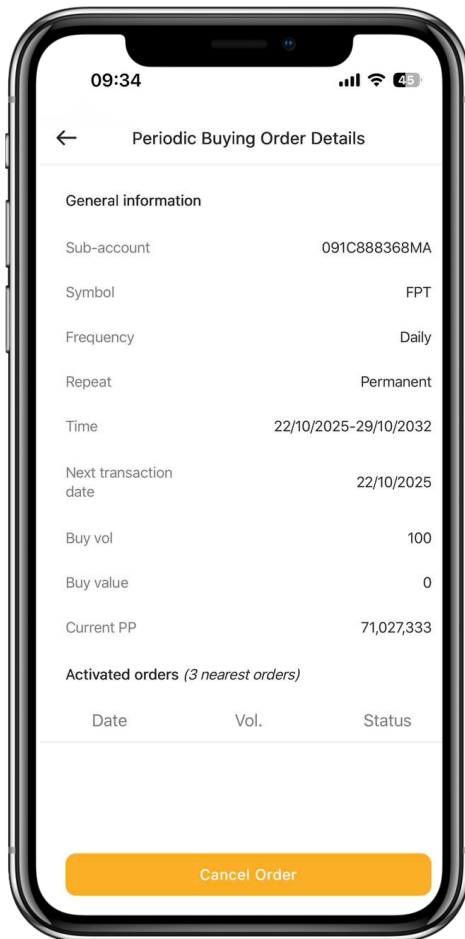 09:34
45
Periodic Buying Order Details
General information
Sub-account 091C888368MA
Symbol FPT
Frequency Daily
Repeat Permanent
Time 22/10/2025-29/10/2032
Next transaction
date 22/10/2025
Buy vol 100
Buy value 0
Current PP 71,027,333
Activated orders (3 nearest orders)
Date Vol. Status
Cancel Order